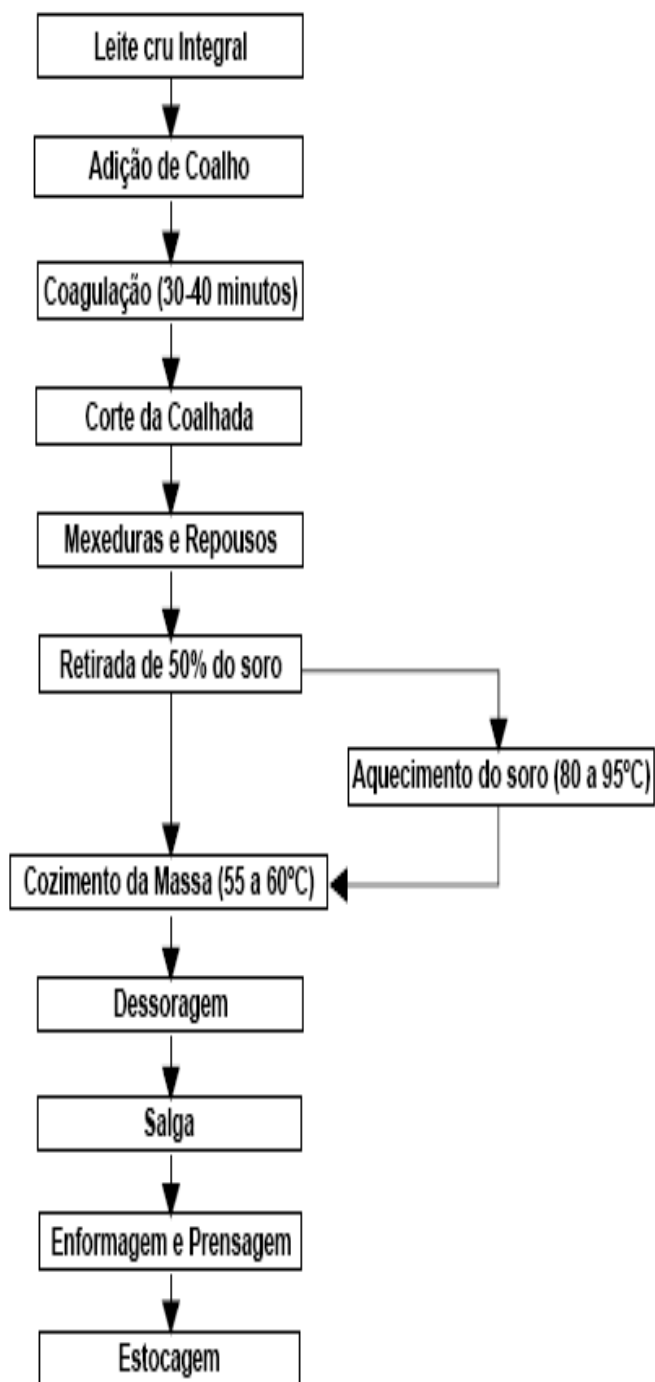 Leite cru Integral
Adição de Coalho
Coagulação (30-40 minutos)
Corte da Coalhada
Mexeduras e Repousos
Retirada de 50% do soro
Aquecimento do soro (80 a 95ºC)
Cozimento da Massa (55 a 60ºC)
Dessoragem
Salga
Enformagem e Prensagem
Estocagem